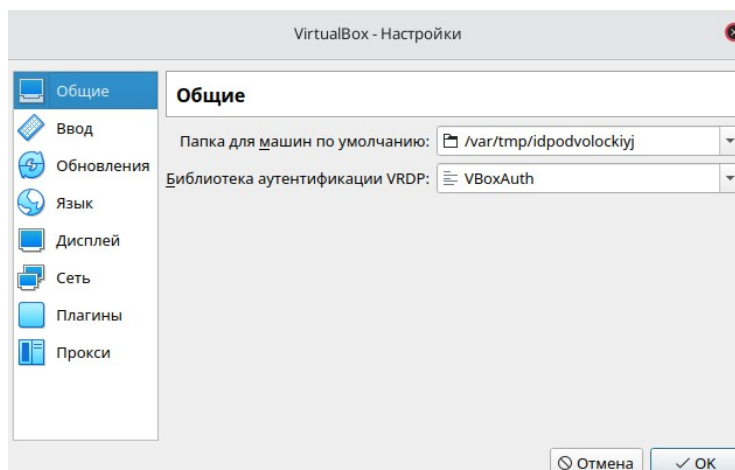 VirtualBox - Настройки
Общие
Ввод
Обновления
Язык
Дисплей
Сеть
Плагины
Прокси
Общие
Папка для машин по умолчанию: /var/tmp/idpodvolockiyj
Библиотека аутентификации VRDP: VBoxAuth
Отмена OK